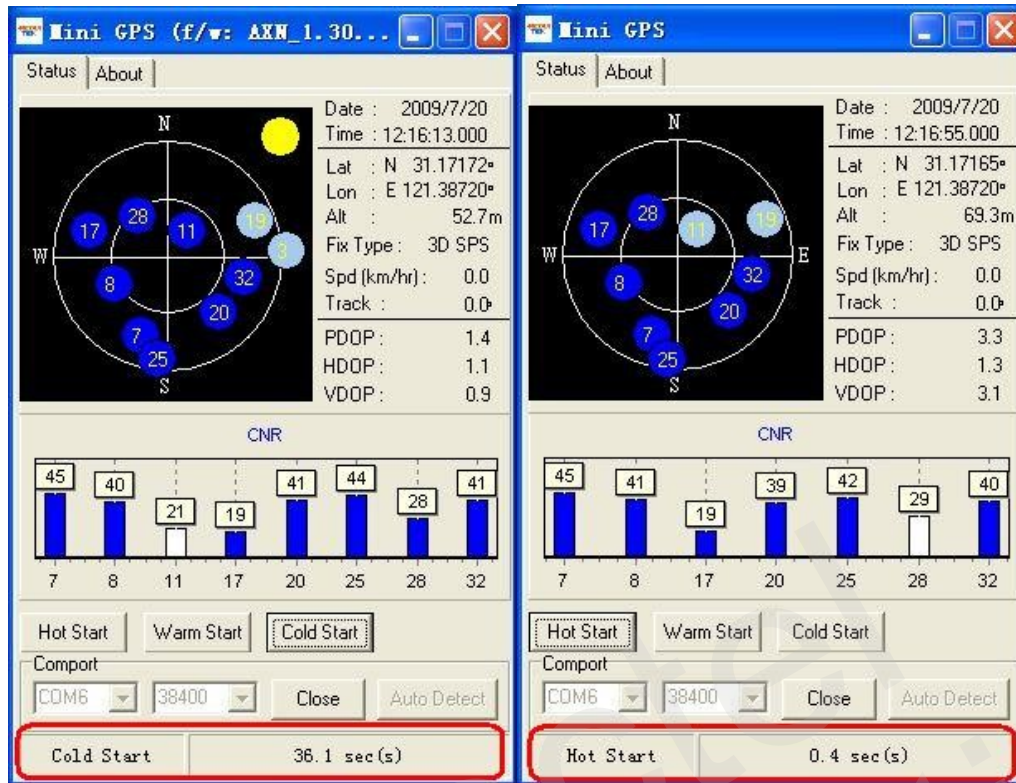 Mini GPS (f/w: AXN_1.30...
Status About
N
W
S
17
28
11
19
3
8
32
20
7
25
Date : 2009/7/20
Time : 12:16:13.000
Lat : N 31.17172°
Lon : E 121.38720°
Alt : 52.7m
Fix Type : 3D SPS
Spd (km/hr) : 0.0
Track : 0.0°
PDOP : 1.4
HDOP : 1.1
VDOP : 0.9
CNR
45 40 21 19 41 44 28 41
7 8 11 17 20 25 28 32
Hot Start Warm Start Cold Start
Comport
COM6 38400 Close Auto Detect
Cold Start 36.1 sec(s)
Mini GPS
Status About
N
W
E
S
17
28
11
19
8
32
20
7
25
Date : 2009/7/20
Time : 12:16:55.000
Lat : N 31.17165°
Lon : E 121.38720°
Alt : 69.3m
Fix Type : 3D SPS
Spd (km/hr) : 0.0
Track : 0.0°
PDOP : 3.3
HDOP : 1.3
VDOP : 3.1
CNR
45 41 19 39 42 29 40
7 8 17 20 25 28 32
Hot Start Warm Start Cold Start
Comport
COM6 38400 Close Auto Detect
Hot Start 0.4 sec(s)